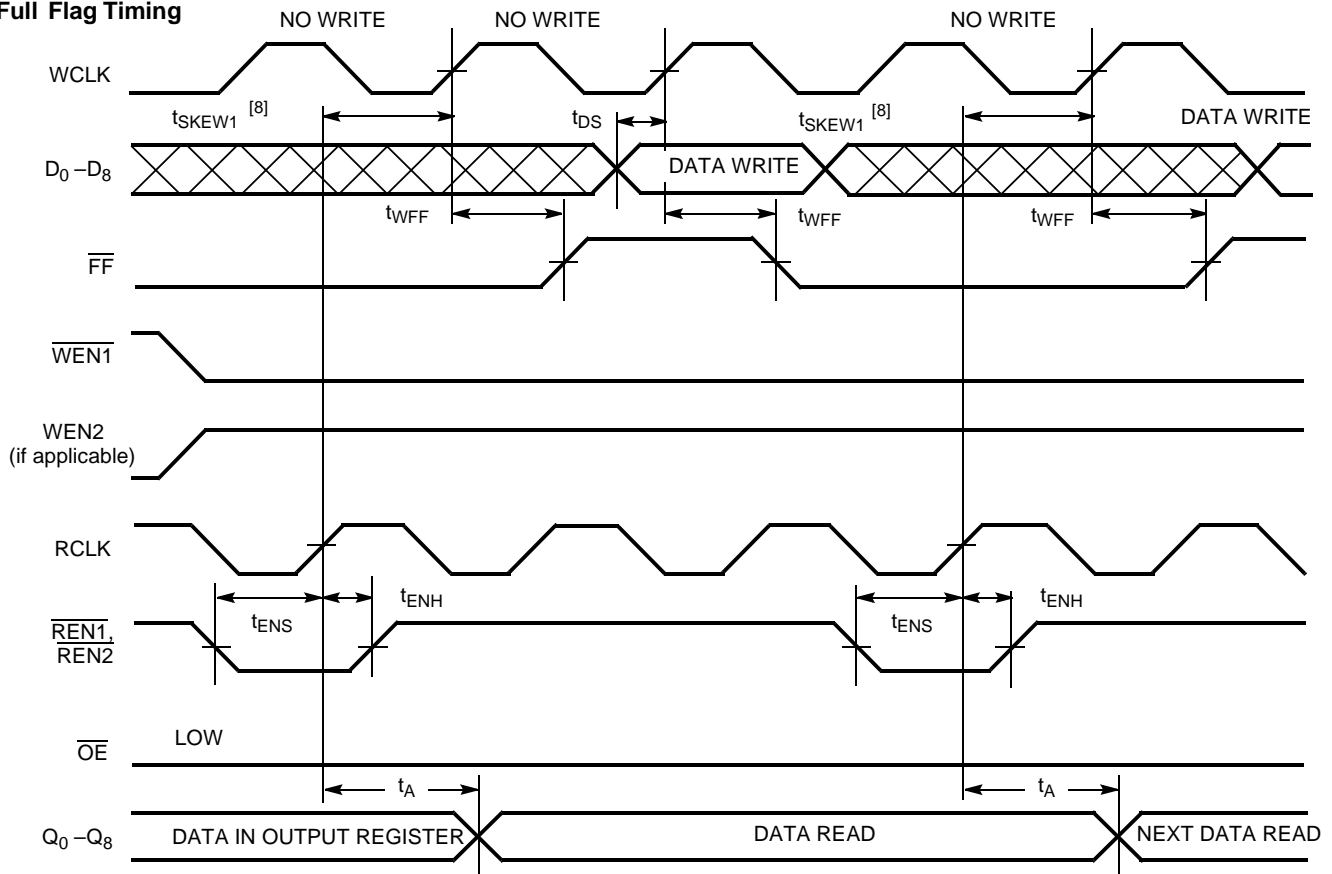 Full Flag Timing
NO WRITE
NO WRITE
NO WRITE
WCLK
tSKEW1 [8]
tDS
tSKEW1 [8]
DATA WRITE
D0 –D8
DATA WRITE
tWFF
tWFF
tWFF
FF
WEN1
WEN2
(if applicable)
RCLK
tENS
tENH
tENS
tENH
REN1,
REN2
OE
LOW
tA
tA
Q0 –Q8
DATA IN OUTPUT REGISTER
DATA READ
NEXT DATA READ